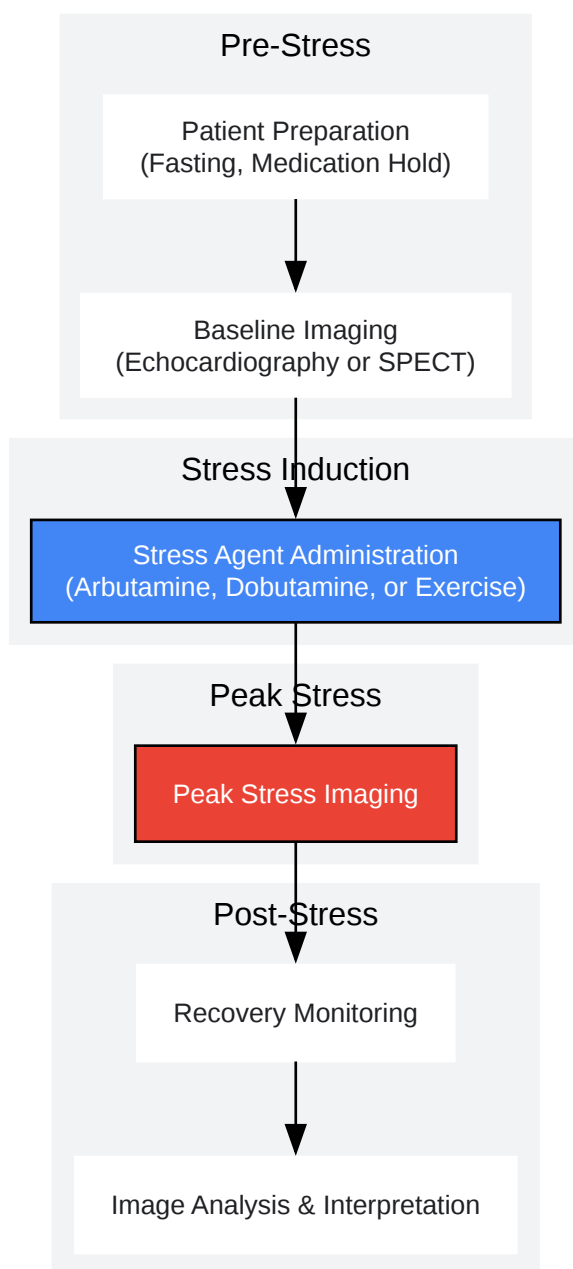 Pre-Stress
Patient Preparation
(Fasting, Medication Hold)
Baseline Imaging
(Echocardiography or SPECT)
Stress Induction
Stress Agent Administration
(Arbutamine, Dobutamine, or Exercise)
Peak Stress
Peak Stress Imaging
Post-Stress
Recovery Monitoring
Image Analysis & Interpretation